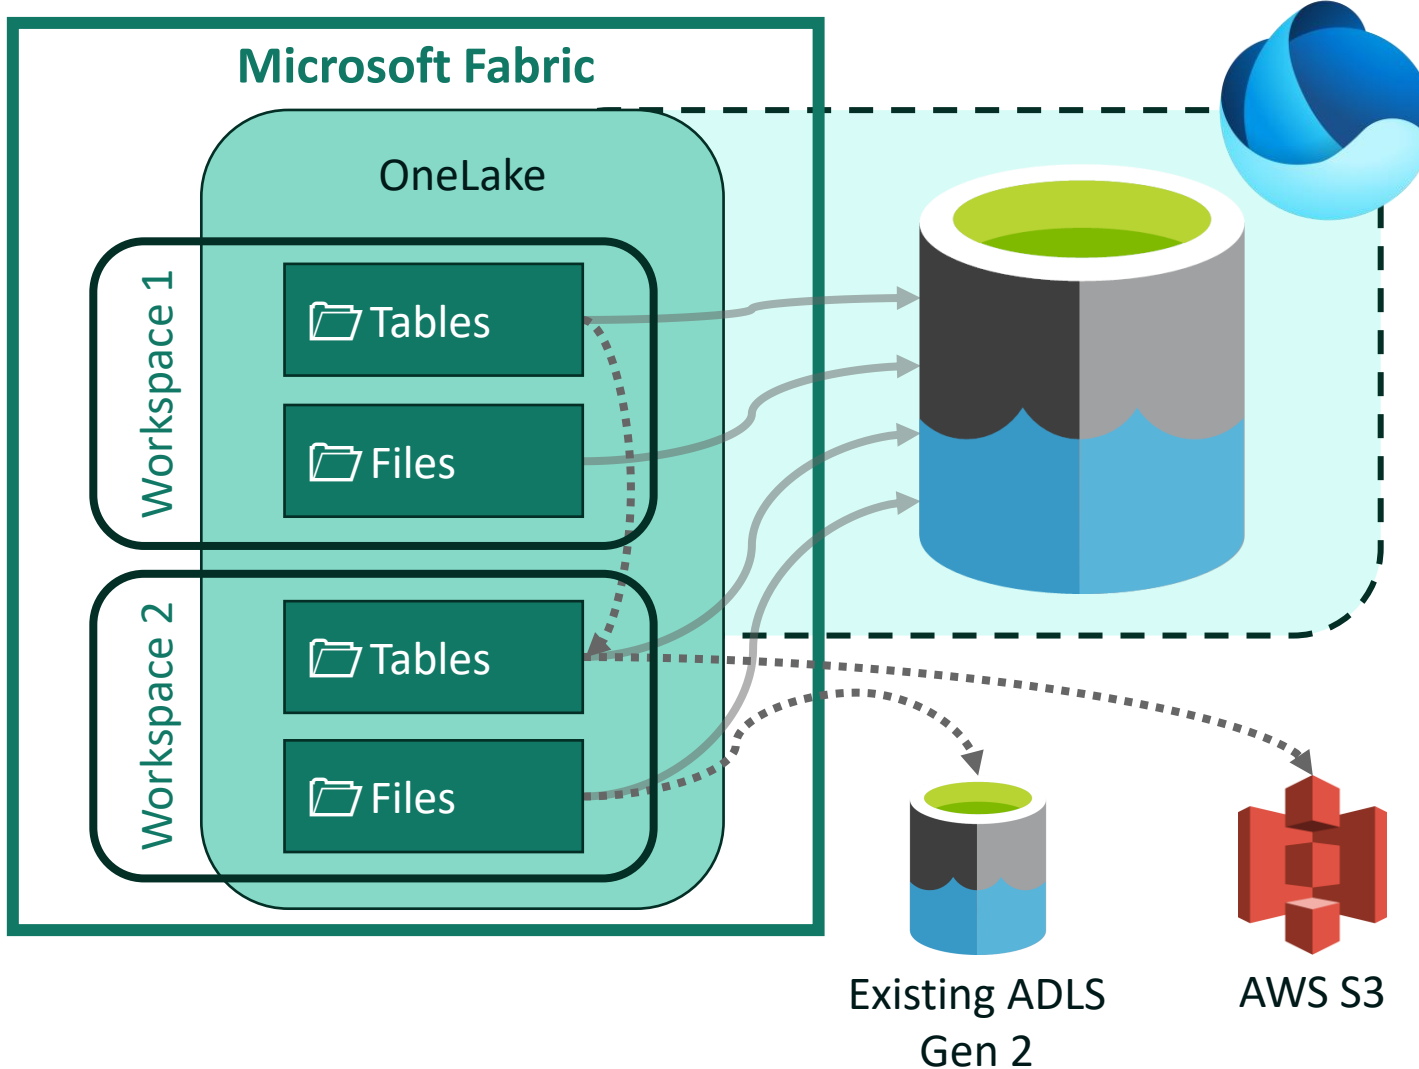 Microsoft Fabric
OneLake
Workspace 1
Tables
Files
Workspace 2
Tables
Files
Existing ADLS
Gen 2
AWS S3